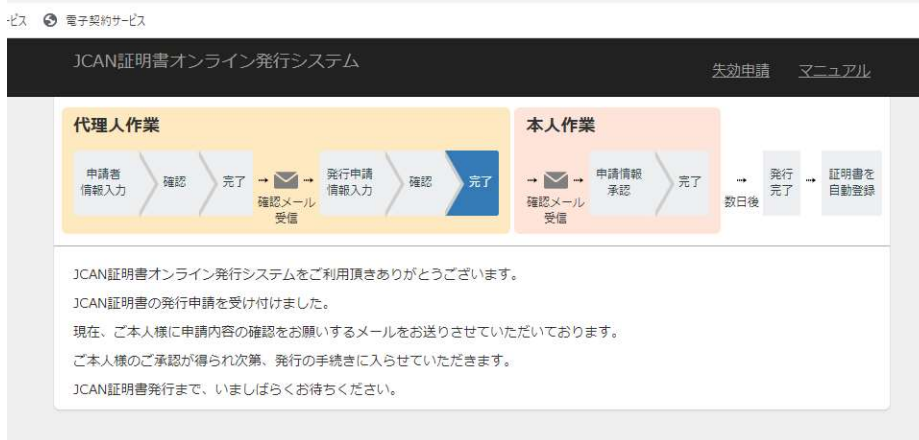 電子契約サービス
JCAN証明書オンライン発行システム
失効申請 マニュアル
代理人作業
申請者
情報入力
確認
完了
→ →
確認メール
受信
発行申請
情報入力
確認
完了
本人作業
→ →
確認メール
受信
申請情報
承認
完了
→
数日後
発行
完了
→
証明書を
自動登録
JCAN証明書オンライン発行システムをご利用頂きありがとうございます。
JCAN証明書の発行申請を受け付けました。
現在、ご本人様に申請内容の確認をお願いするメールをお送りさせていただいております。
ご本人様のご承認が得られ次第、発行の手続きに入らせていただきます。
JCAN証明書発行まで、いましばらくお待ちください。